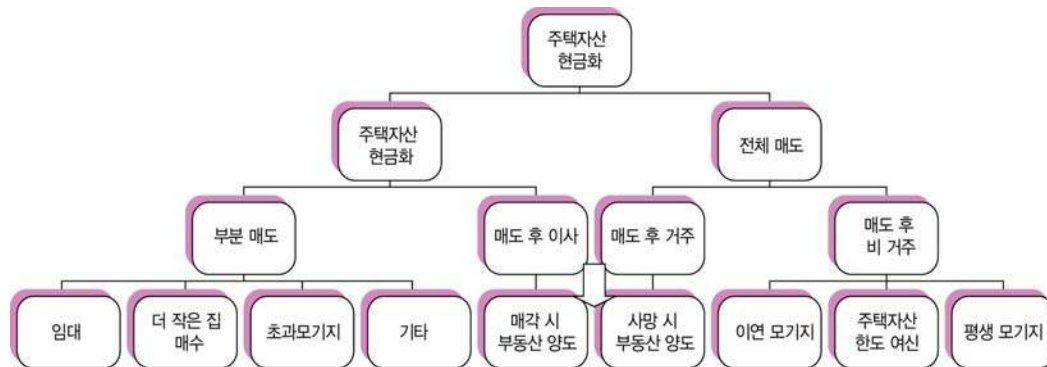 주택자산
현금화
주택자산
현금화
전체 매도
부분 매도
매도 후 이사
매도 후 거주
매도 후
비 거주
임대
더 작은 집
매수
초과모기지
기타
매각 시
부동산 양도
사망 시
부동산 양도
이연 모기지
주택자산
한도 여신
평생 모기지